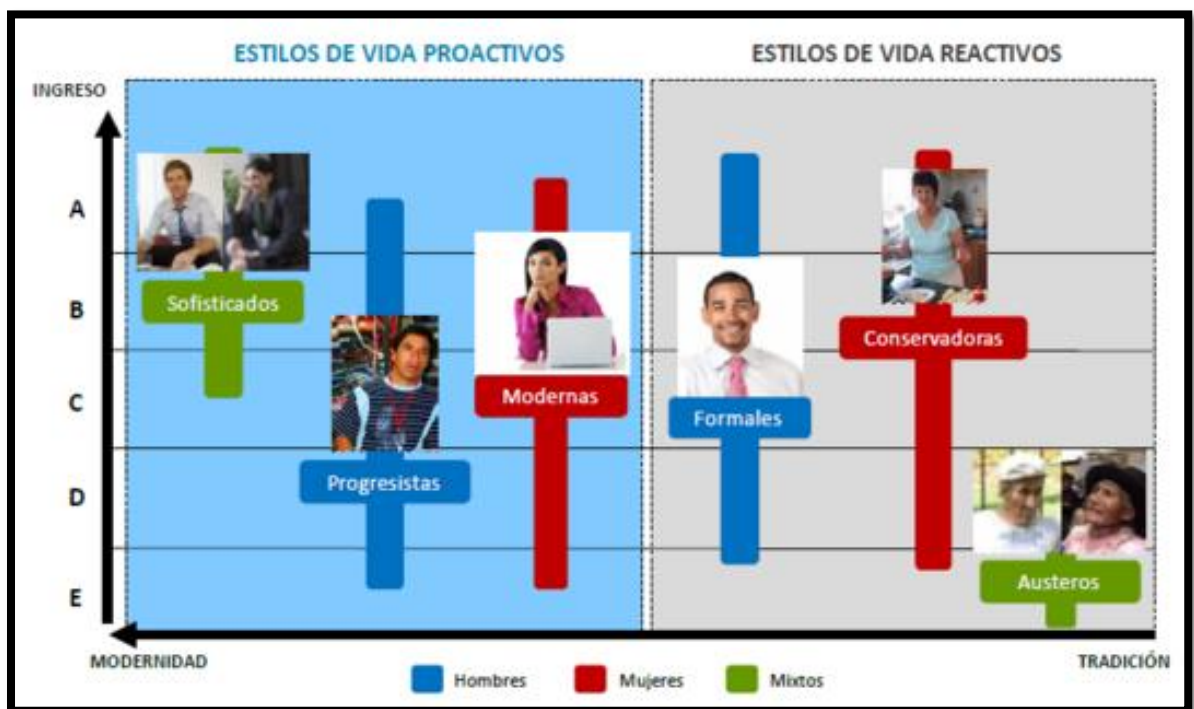 ESTILOS DE VIDA PROACTIVOS
ESTILOS DE VIDA REACTIVOS
INGRESO
A
B
C
D
E
Sofisticados
Progresistas
Modernas
Formales
Conservadoras
Austeros
MODERNIDAD
TRADICIÓN
Hombres
Mujeres
Mixtos